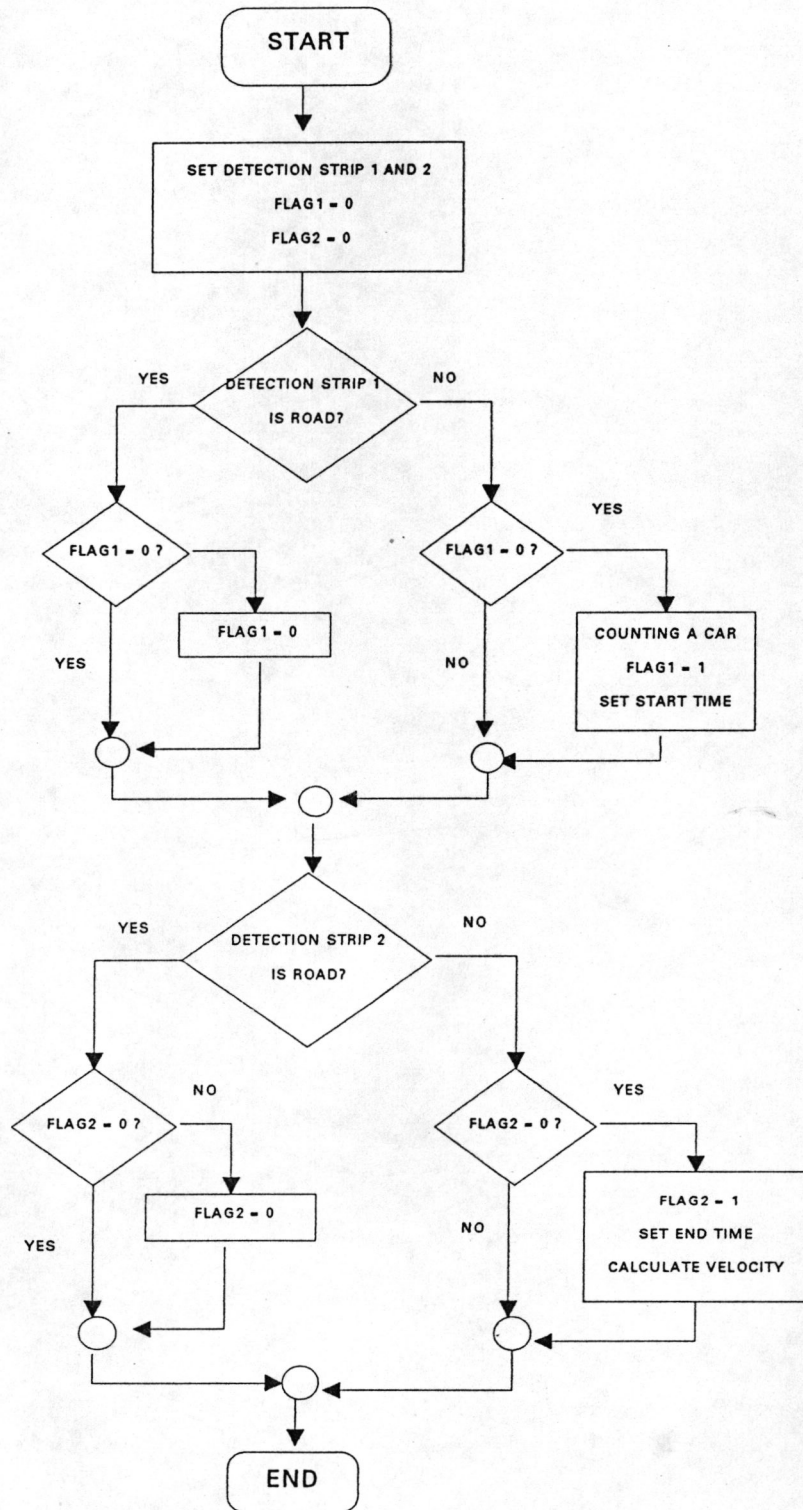 START
SET DETECTION STRIP 1 AND 2
FLAG1 = 0
FLAG2 = 0
DETECTION STRIP 1
IS ROAD?
YES
NO
FLAG1 = 0 ?
FLAG1 = 0 ?
YES
FLAG1 = 0
YES
NO
COUNTING A CAR
FLAG1 = 1
SET START TIME
DETECTION STRIP 2
IS ROAD?
YES
NO
FLAG2 = 0 ?
NO
FLAG2 = 0 ?
YES
FLAG2 = 0
YES
NO
FLAG2 = 1
SET END TIME
CALCULATE VELOCITY
END